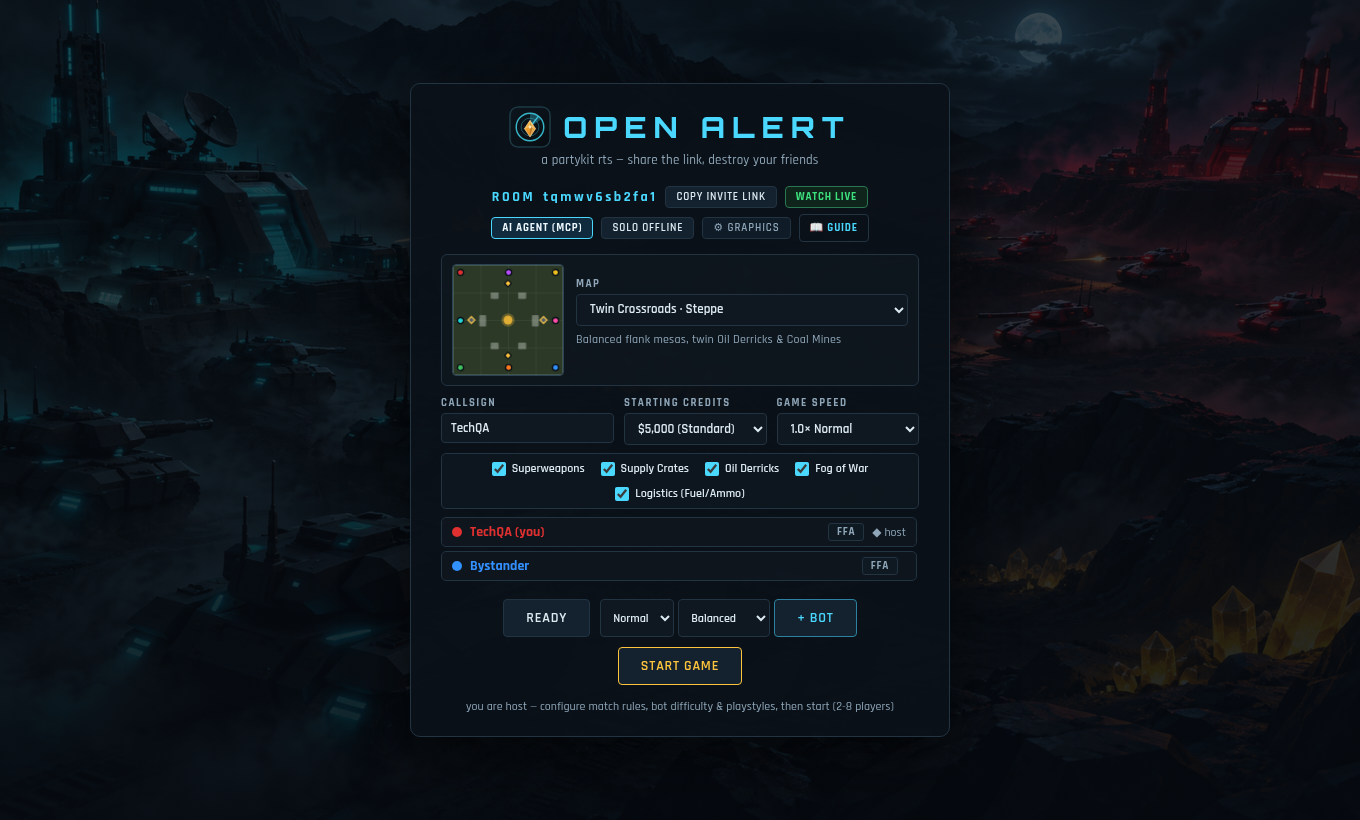 OPEN ALERT
a partykit rts — share the link, destroy your friends
ROOM tqmwv6sb2fa1 COPY INVITE LINK WATCH LIVE
AI AGENT (MCP) SOLO OFFLINE ⚙ GRAPHICS 📖 GUIDE
MAP
Twin Crossroads · Steppe
Balanced flank mesas, twin Oil Derricks & Coal Mines
CALLSIGN STARTING CREDITS GAME SPEED
TechQA $5,000 (Standard) 1.0× Normal
Superweapons Supply Crates Oil Derricks Fog of War
Logistics (Fuel/Ammo)
TechQA (you) FFA ◆ host
Bystander FFA
READY Normal Balanced + BOT
START GAME
you are host — configure match rules, bot difficulty & playstyles, then start (2-8 players)